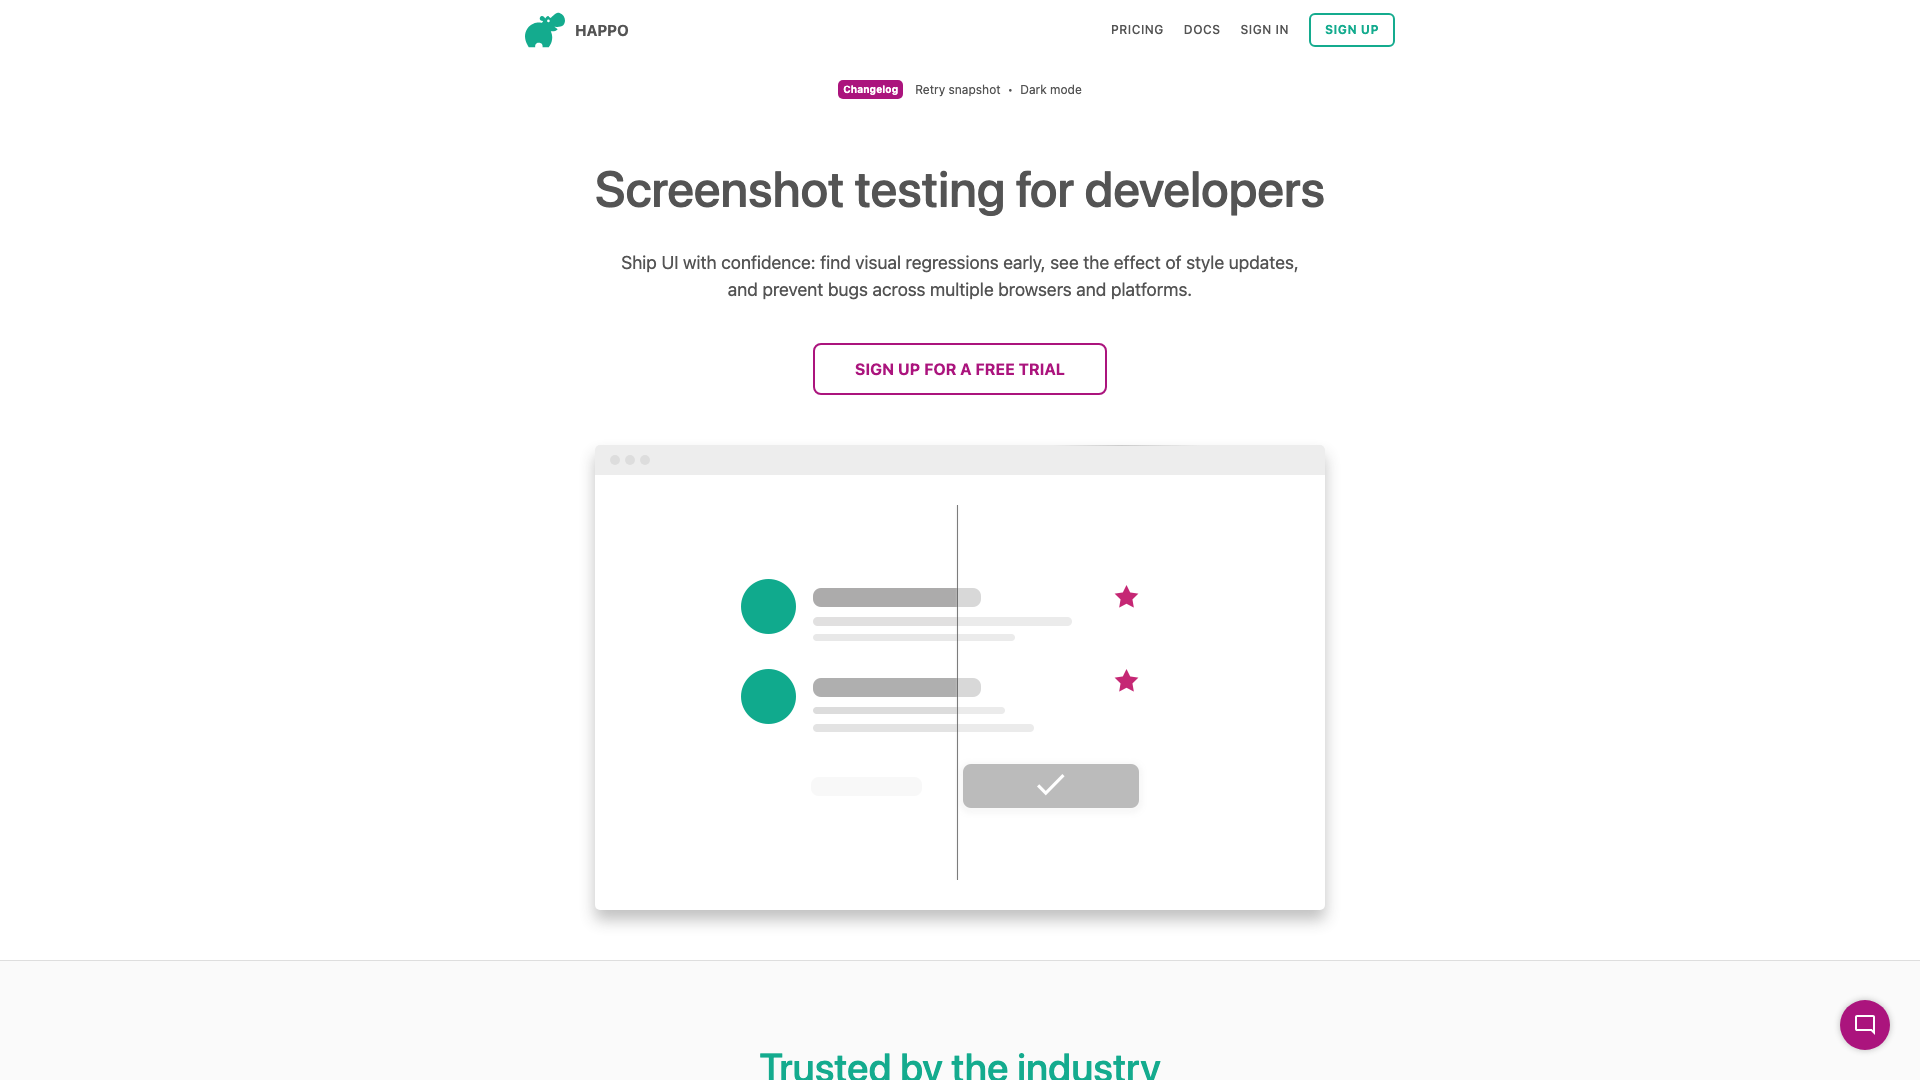 HAPPO
PRICING
DOCS
SIGN IN
SIGN UP
Changelog Retry snapshot • Dark mode
Screenshot testing for developers
Ship UI with confidence: find visual regressions early, see the effect of style updates,
and prevent bugs across multiple browsers and platforms.
SIGN UP FOR A FREE TRIAL
Trusted by the industry